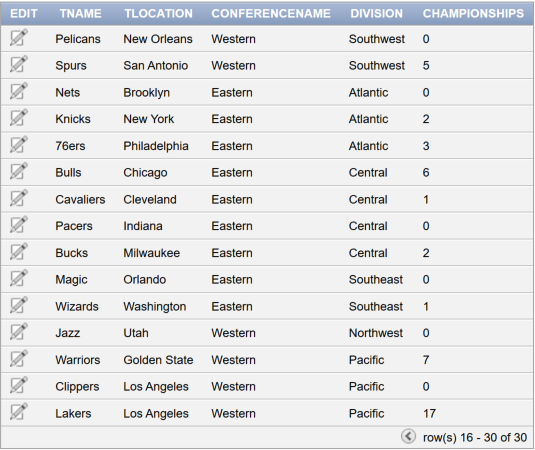 EDIT TNAME TLOCATION CONFERENCENAME DIVISION CHAMPIONSHIPS
Pelicans New Orleans Western Southwest 0
Spurs San Antonio Western Southwest 5
Nets Brooklyn Eastern Atlantic 0
Knicks New York Eastern Atlantic 2
76ers Philadelphia Eastern Atlantic 3
Bulls Chicago Eastern Central 6
Cavaliers Cleveland Eastern Central 1
Pacers Indiana Eastern Central 0
Bucks Milwaukee Eastern Central 2
Magic Orlando Eastern Southeast 0
Wizards Washington Eastern Southeast 1
Jazz Utah Western Northwest 0
Warriors Golden State Western Pacific 7
Clippers Los Angeles Western Pacific 0
Lakers Los Angeles Western Pacific 17
row(s) 16 - 30 of 30